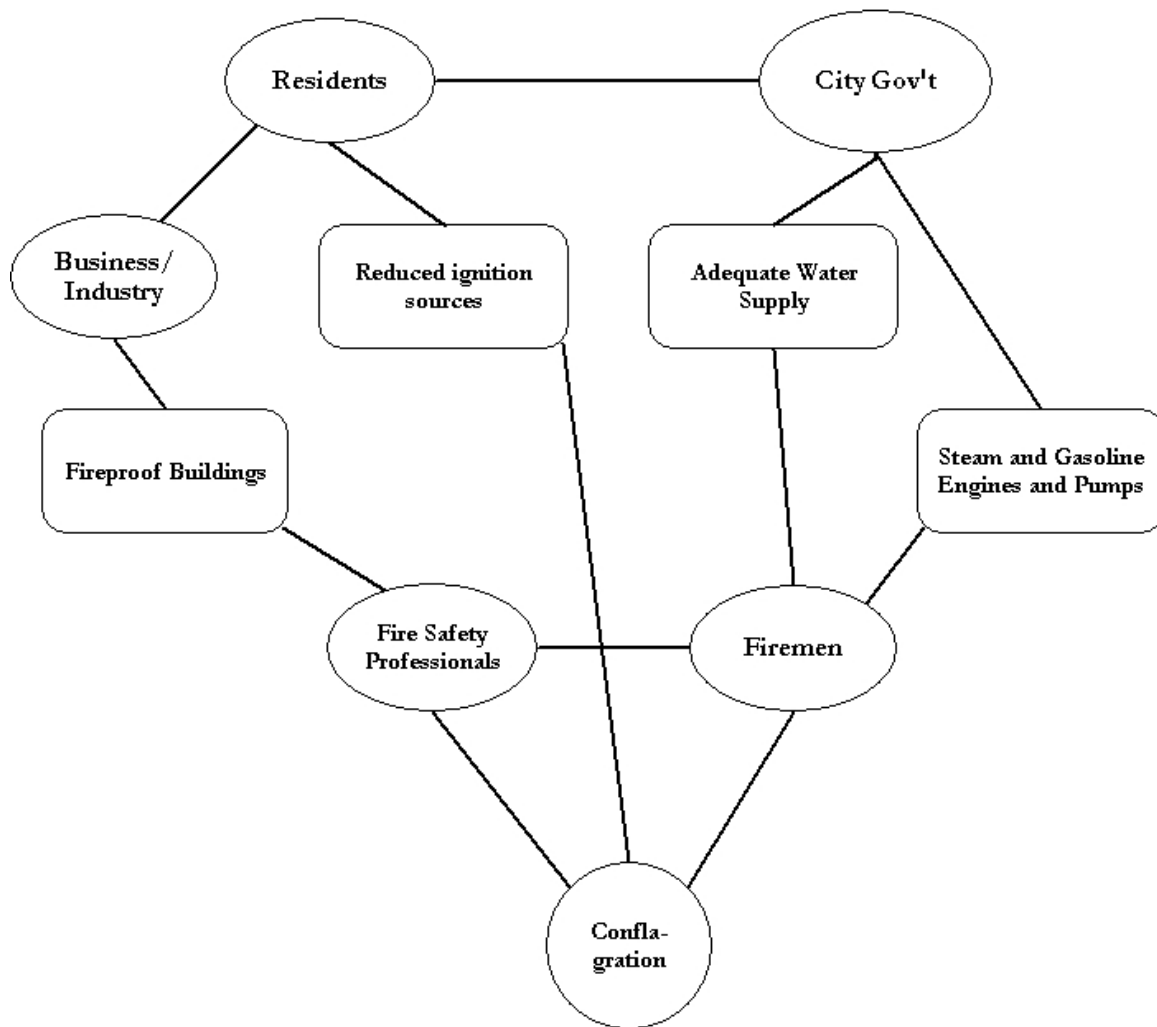 Residents
City Gov't
Business/
Industry
Reduced ignition
sources
Adequate Water
Supply
Fireproof Buildings
Steam and Gasoline
Engines and Pumps
Fire Safety
Professionals
Firemen
Confla-
gration